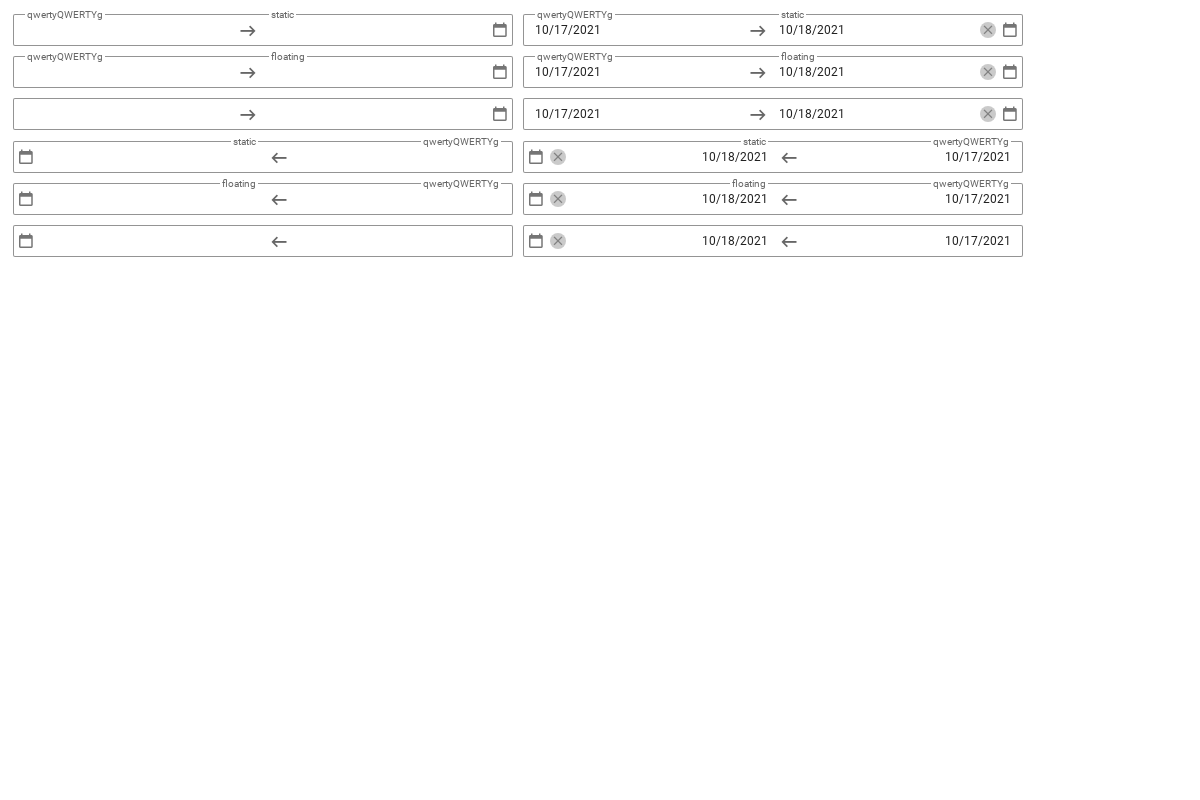 qwertyQWERTYg static qwertyQWERTYg static
10/17/2021 10/18/2021
qwertyQWERTYg floating qwertyQWERTYg floating
10/17/2021 10/18/2021
10/17/2021 10/18/2021
static qwertyQWERTYg static qwertyQWERTYg
10/18/2021 10/17/2021
floating qwertyQWERTYg floating qwertyQWERTYg
10/18/2021 10/17/2021
10/18/2021 10/17/2021